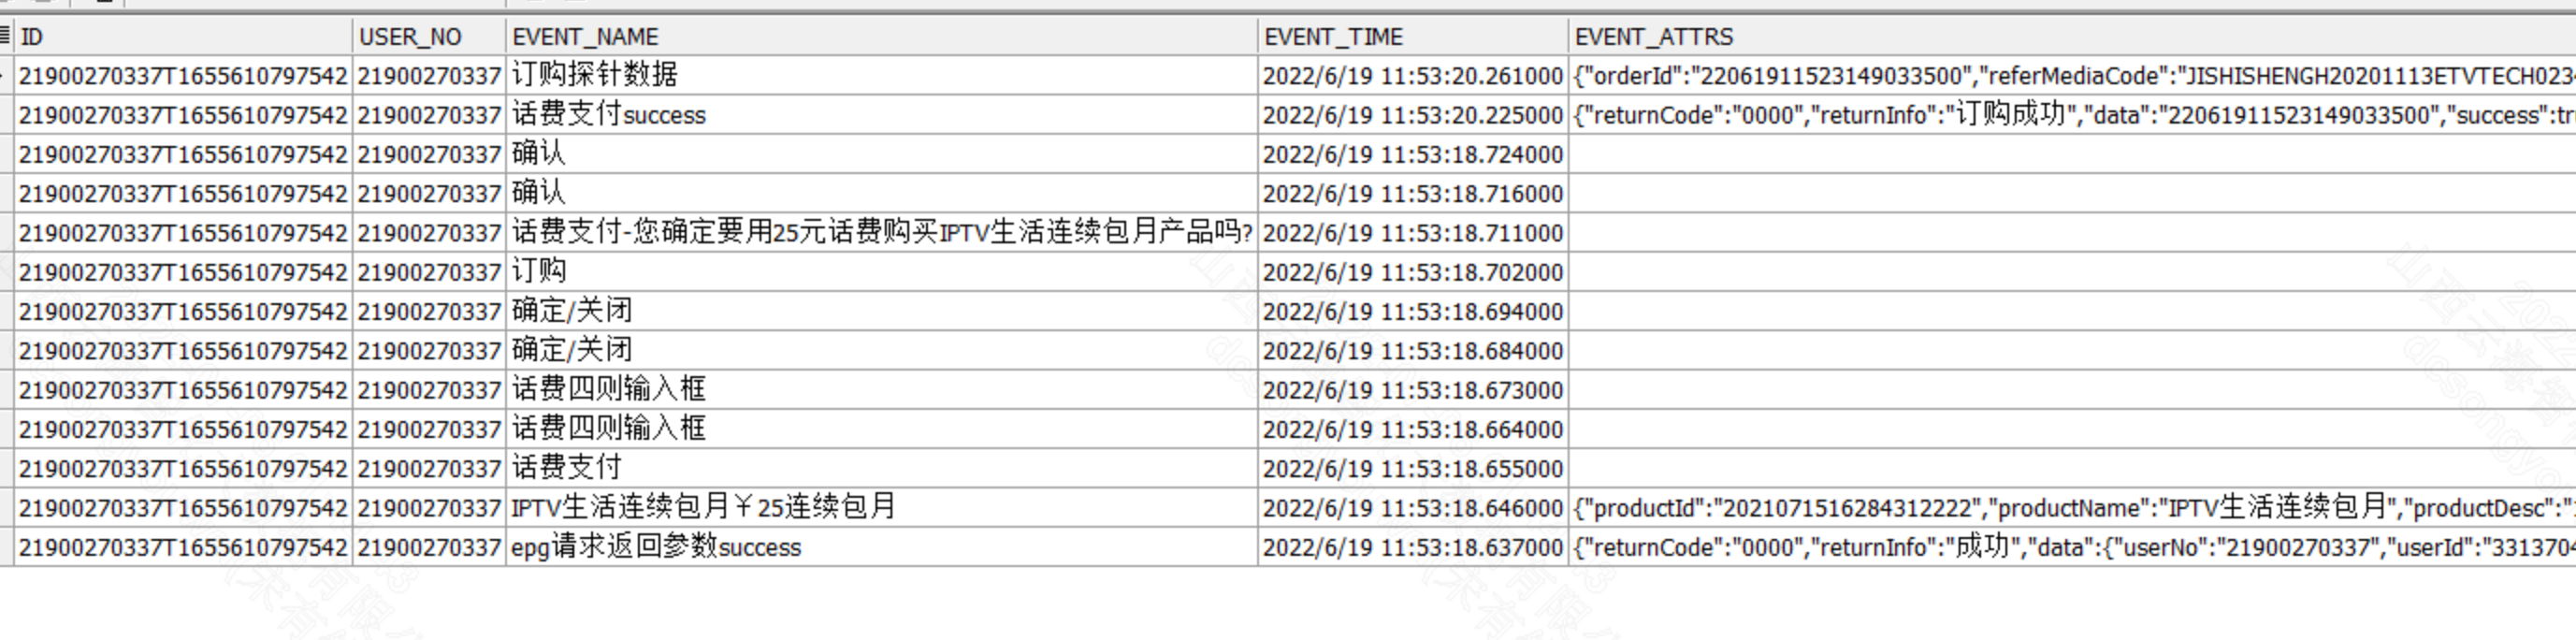 ID USER_NO EVENT_NAME EVENT_TIME EVENT_ATTRS
21900270337T1655610797542 21900270337 订购探针数据 2022/6/19 11:53:20.261000 {"orderId":"22061911523149033500","referMediaCode":"JISHISHENGH20201113ETVTECH023
21900270337T1655610797542 21900270337 话费支付success 2022/6/19 11:53:20.225000 {"returnCode":"0000","returnInfo":"订购成功","data":"22061911523149033500","success":tr
21900270337T1655610797542 21900270337 确认 2022/6/19 11:53:18.724000
21900270337T1655610797542 21900270337 确认 2022/6/19 11:53:18.716000
21900270337T1655610797542 21900270337 话费支付-您确定要用25元话费购买IPTV生活连续包月产品吗? 2022/6/19 11:53:18.711000
21900270337T1655610797542 21900270337 订购 2022/6/19 11:53:18.702000
21900270337T1655610797542 21900270337 确定/关闭 2022/6/19 11:53:18.694000
21900270337T1655610797542 21900270337 确定/关闭 2022/6/19 11:53:18.684000
21900270337T1655610797542 21900270337 话费四则输入框 2022/6/19 11:53:18.673000
21900270337T1655610797542 21900270337 话费四则输入框 2022/6/19 11:53:18.664000
21900270337T1655610797542 21900270337 话费支付 2022/6/19 11:53:18.655000
21900270337T1655610797542 21900270337 IPTV生活连续包月￥25连续包月 2022/6/19 11:53:18.646000 {"productId":"2021071516284312222","productName":"IPTV生活连续包月","productDesc":"
21900270337T1655610797542 21900270337 epg请求返回参数success 2022/6/19 11:53:18.637000 {"returnCode":"0000","returnInfo":"成功","data":{"userNo":"21900270337","userId":"3313704